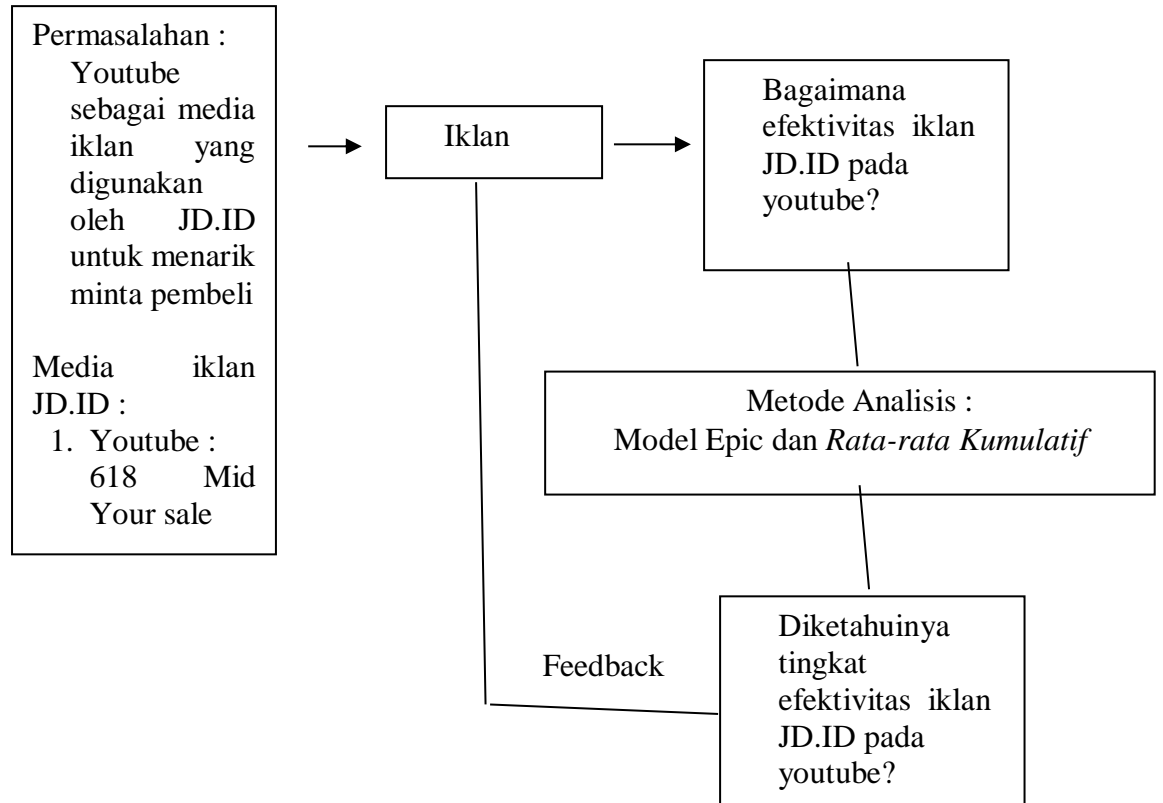 Permasalahan :
Youtube
sebagai media
iklan yang
digunakan
oleh JD.ID
untuk menarik
minta pembeli
Media iklan
JD.ID :
1. Youtube :
618 Mid
Your sale
Iklan
Bagaimana
efektivitas iklan
JD.ID pada
youtube?
Metode Analisis :
Model Epic dan Rata-rata Kumulatif
Feedback
Diketahuinya
tingkat
efektivitas iklan
JD.ID pada
youtube?